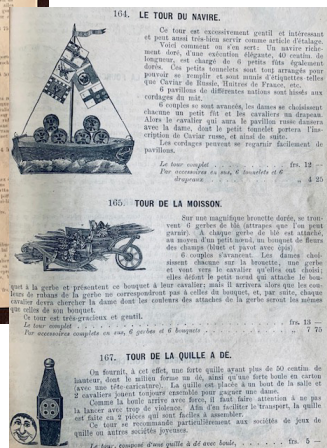 164. LE TOUR DU NAVIRE.
Ce tour est excessivement gentil et intéressant
et peut aussi très-bien servir comme article d'étalage.
Voici comment on s'en sert: Un navire riche-
ment doré, d'une exécution élégante, 40 centim. de
longueur, est chargé de 6 petits fûts également
dorés. Ces petits tonnelets sont tout arrangés pour
pouvoir se remplir et sont munis d'étiquettes telles
que Caviar de Russie, Huîtres de France, etc.
6 pavillons de différentes nations sont hissés aux
cordages du mât.
6 couples se sont avancés, les dames se choisissent
chacune un petit fût et les cavaliers un drapeau.
Alors le cavalier qui aura le pavillon russe dansera
avec la dame, dont le petit tonnelet portera l'ins-
cription de Caviar russe, et ainsi de suite.
Les cordages peuvent se regarnir facilement de
pavillons.
Le tour complet frs. 12 —
Par accessoires en sus, 6 tonnelets et 6
drapeaux „ 4 25
165. TOUR DE LA MOISSON.
Sur une magnifique brouette dorée, se trou-
vent 6 gerbes de blé (attrapes que l'on peut
garnir). A chaque gerbe de blé est attaché,
au moyen d'un petit nœud, un bouquet de fleurs
des champs (bluet et pavot avec épis)
6 couples s'avancent. Les dames choi-
sissent chacune sur la brouette, une gerbe
et vont vers le cavalier qu'elles ont choisi;
elles défont le petit nœud qui attache le bou-
quet à la gerbe et présentent ce bouquet à leur cavalier; mais il arrivera alors que les cou-
leurs de rubans de la gerbe ne correspondront pas à celles du bouquet, et, par suite, chaque
cavalier devra chercher la dame dont les couleurs des attaches de la gerbe seront les mêmes
que celles de son bouquet.
Ce tour est très-gracieux et gentil.
Le tour complet frs. 13 —
Par accessoires complets en sus, 6 gerbes et 6 bouquets „ 7 75
167. TOUR DE LA QUILLE A DÉ.
On fournit, à cet effet, une forte quille ayant plus de 50 centim. de
hauteur, dont le milieu forme un dé, ainsi qu'une forte boule en carton
(avec une tête-caricature). La quille est placée à un bout de la salle et
2 cavaliers jouent toujours ensemble pour gagner une dame.
Quoique la boule arrive avec force, il faut faire attention à ne pas
la lancer avec trop de violence. Afin d'en faciliter le transport, la quille
est faite en 2 pièces qui sont faciles à assembler.
Ce tour se recommande particulièrement aux sociétés de jeux de
quille ou autres sociétés joyeuses.
Le tour, composé d'une quille à dé avec boule, frs. 5 —